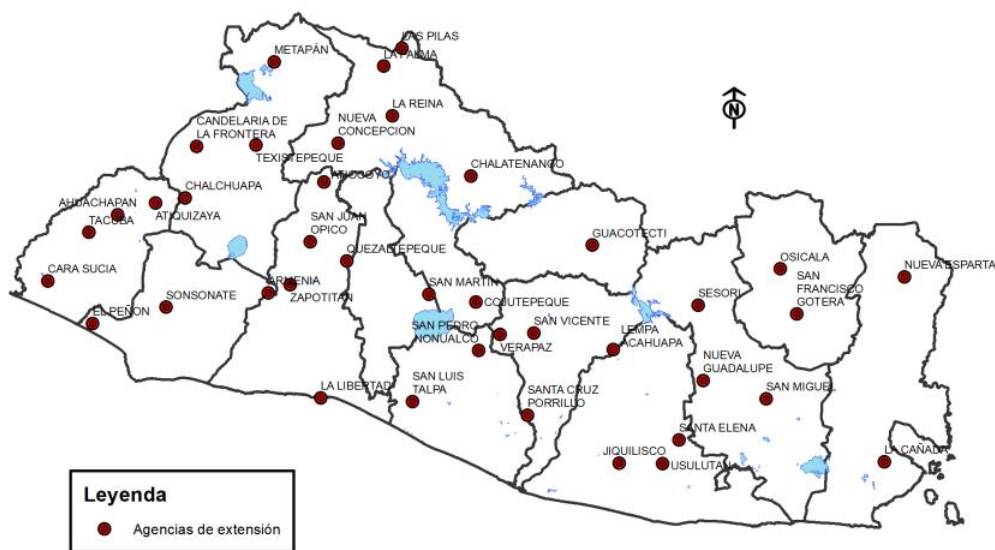 LAS PILAS
METAPÁN
LA PALMA
N
LA REINA
CANDELARIA DE
LA FRONTERA
NUEVA
CONCEPCION
TEXISTEPEQUE
CHALATENANGO
ATIOCOYO
CHALCHUAPA
AHUACHAPAN
ATIQUIZAYA
TACUBA
SAN JUAN
OPICO
GUACOTECTI
QUEZALTEPEQUE
OSICALA
CARA SUCIA
NUEVA ESPARTA
SAN
FRANCISCO
GOTERA
ARMENIA
SAN MARTIN
ZAPOTITAN
SESORI
SONSONATE
COJUTEPEQUE
EL PEÑON
SAN PEDRO
NONUALCO
SAN VICENTE
LEMPA
ACAHUAPA
VERAPAZ
NUEVA
GUADALUPE
LA LIBERTAD
SAN LUIS
TALPA
SANTA CRUZ
PORRILLO
SAN MIGUEL
SANTA ELENA
JIQUILISCO
USULUTAN
LA CAÑADA
Leyenda
Agencias de extensión